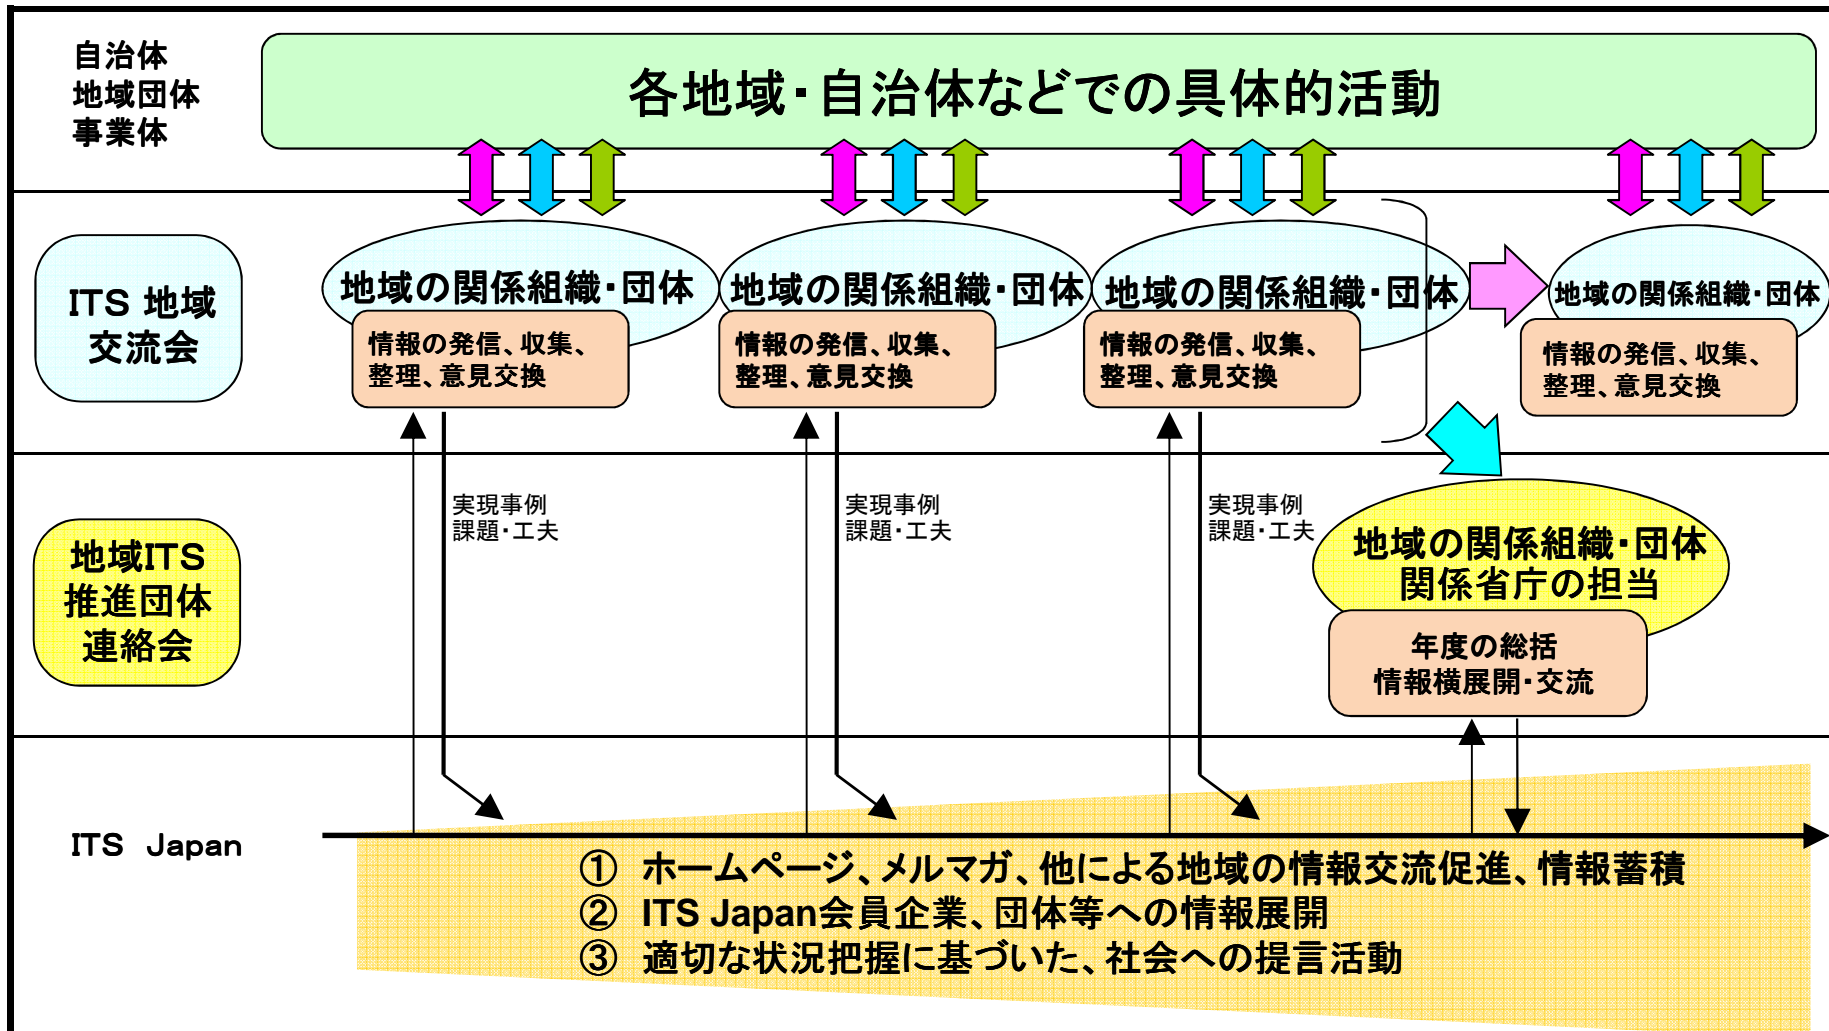 自治体
地域団体
事業体
各地域・自治体などでの具体的活動
ITS 地域
交流会
地域の関係組織・団体
情報の発信、収集、
整理、意見交換
地域の関係組織・団体
情報の発信、収集、
整理、意見交換
地域の関係組織・団体
情報の発信、収集、
整理、意見交換
地域の関係組織・団体
情報の発信、収集、
整理、意見交換
実現事例
課題・工夫
実現事例
課題・工夫
実現事例
課題・工夫
地域ITS
推進団体
連絡会
地域の関係組織・団体
関係省庁の担当
年度の総括
情報横展開・交流
ITS Japan
① ホームページ、メルマガ、他による地域の情報交流促進、情報蓄積
② ITS Japan会員企業、団体等への情報展開
③ 適切な状況把握に基づいた、社会への提言活動